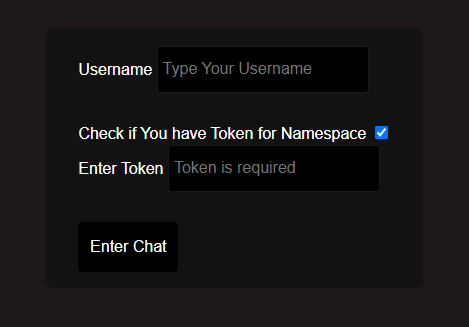 Username Type Your Username
Check if You have Token for Namespace
Enter Token Token is required
Enter Chat